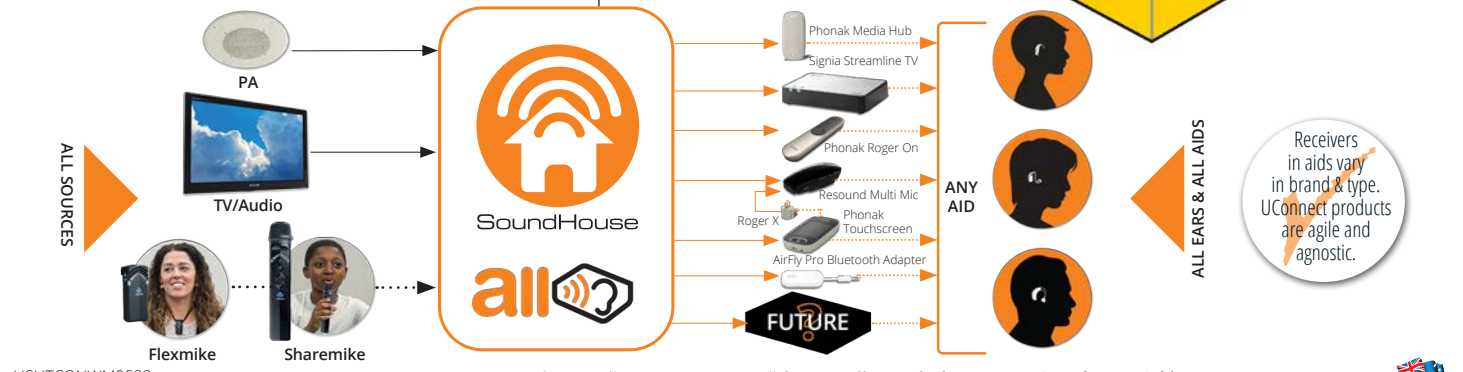 ALL SOURCES
PA
TV/Audio
Flexmike
Sharemike
SoundHouse
all
Phonak Media Hub
Signia Streamline TV
Phonak Roger On
Resound Multi Mic
Roger X
Phonak
Touchscreen
AirFly Pro Bluetooth Adapter
FUTURE
?
ANY
AID
ALL EARS & ALL AIDS
Receivers
in aids vary
in brand & type.
UConnect products
are agile and
agnostic.